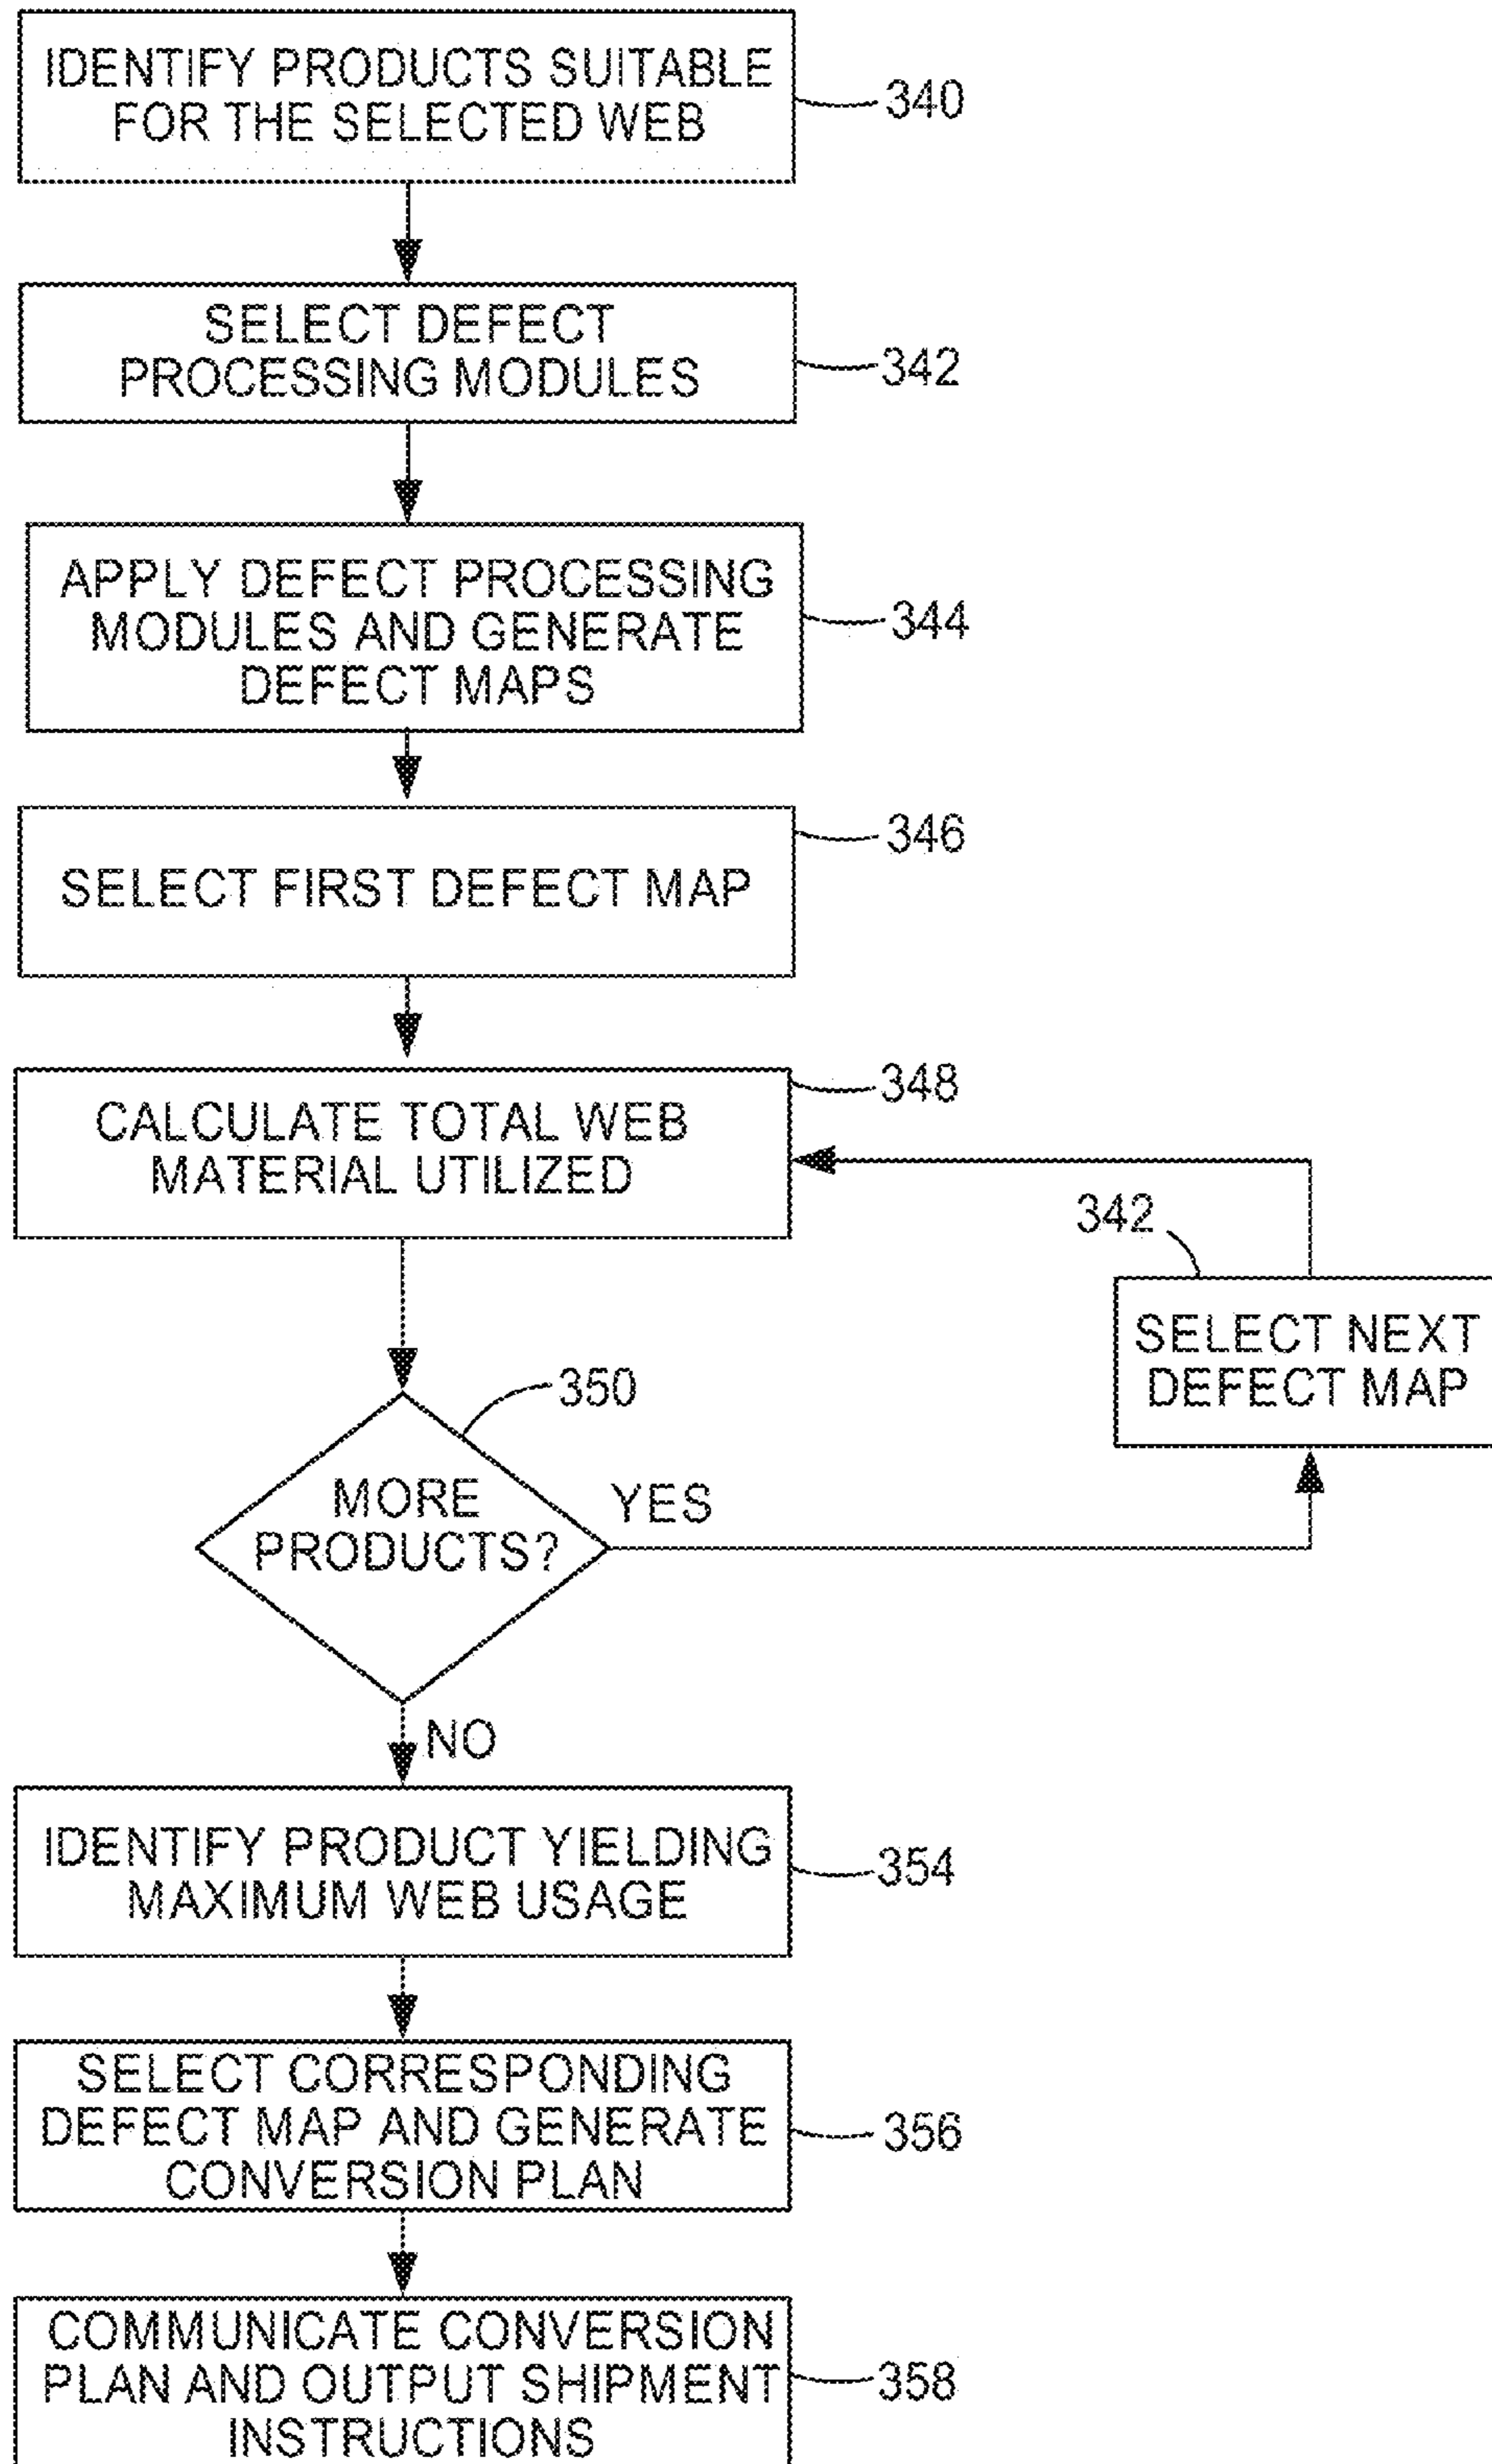 IDENTIFY PRODUCTS SUITABLE
FOR THE SELECTED WEB
340
SELECT DEFECT
PROCESSING MODULES
342
APPLY DEFECT PROCESSING
MODULES AND GENERATE
DEFECT MAPS
344
346
SELECT FIRST DEFECT MAP
348
CALCULATE TOTAL WEB
MATERIAL UTILIZED
342
SELECT NEXT
DEFECT MAP
350
MORE
PRODUCTS?
YES
NO
IDENTIFY PRODUCT YIELDING
MAXIMUM WEB USAGE
354
SELECT CORRESPONDING
DEFECT MAP AND GENERATE
CONVERSION PLAN
356
COMMUNICATE CONVERSION
PLAN AND OUTPUT SHIPMENT
INSTRUCTIONS
358